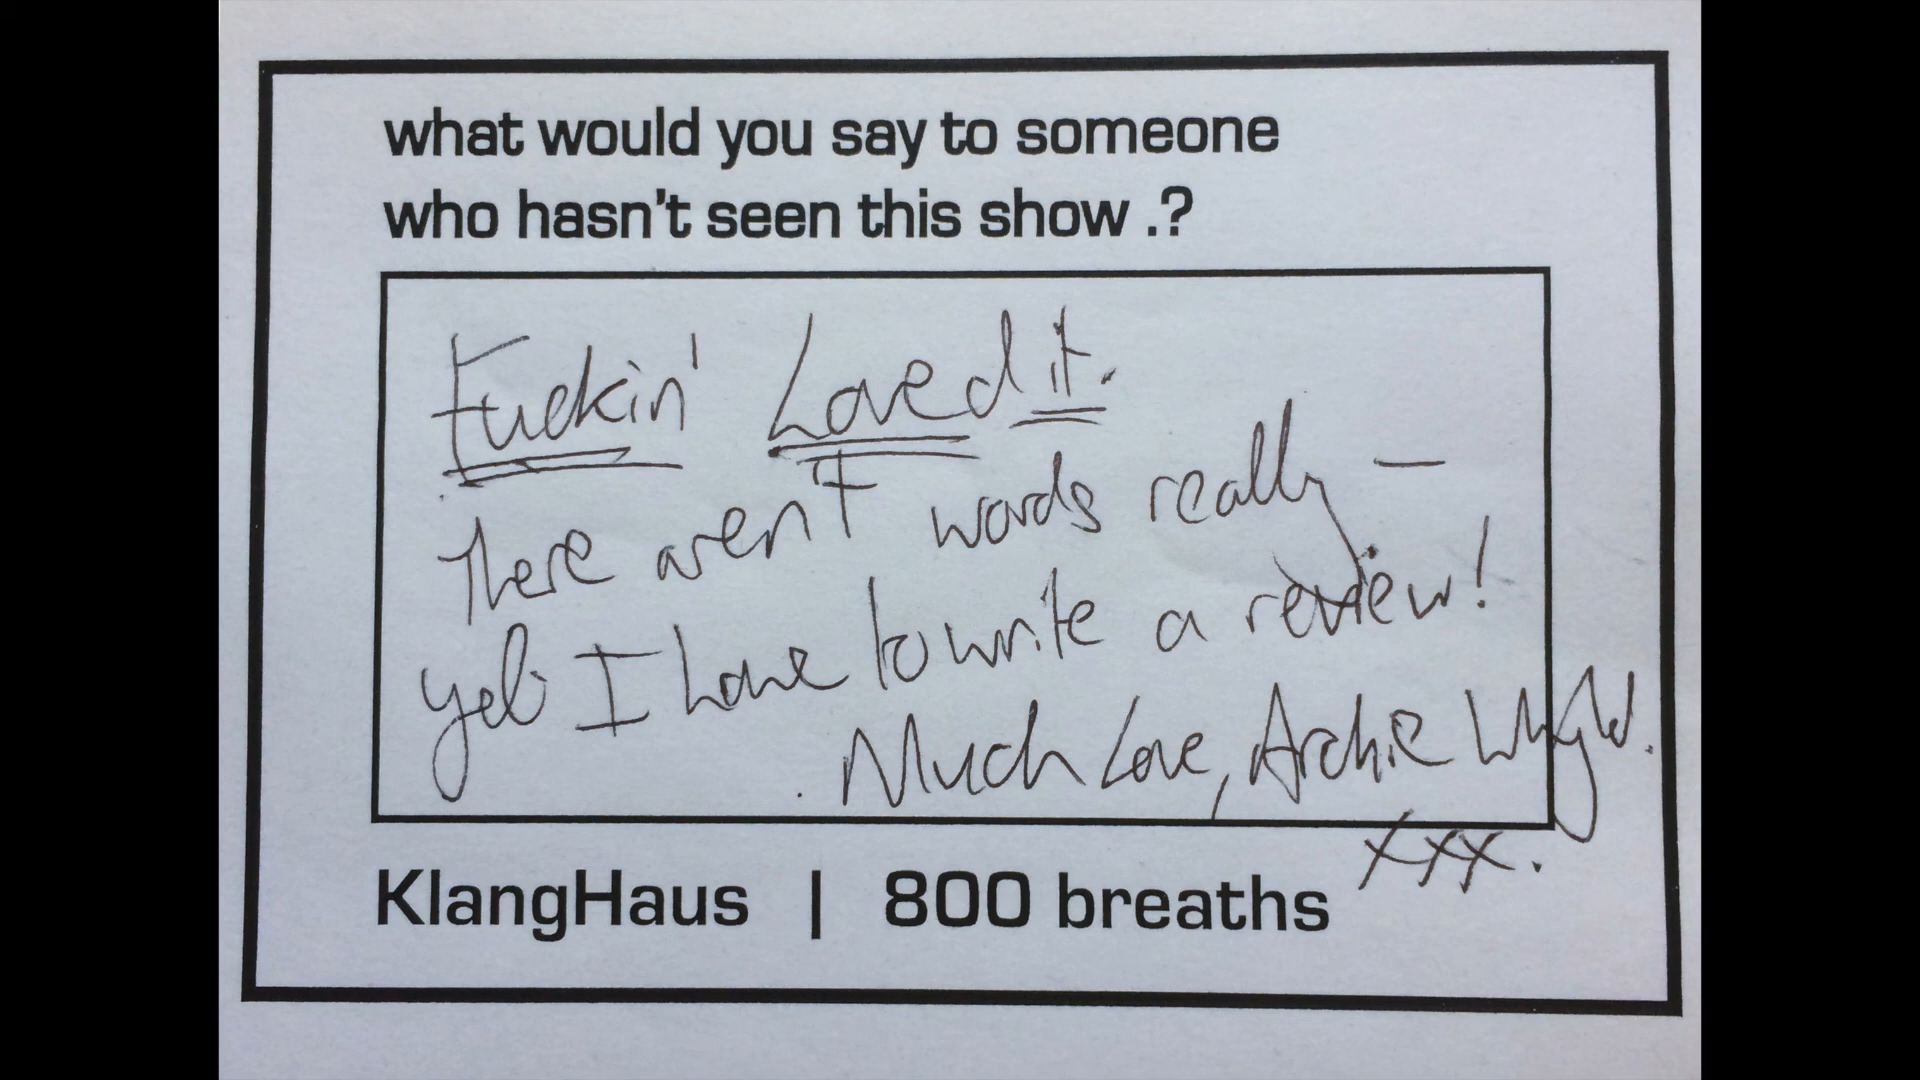 what would you say to someone
who hasn't seen this show .?
Fuckin' Loved it.
There aren't words really —
yet I have to write a review!
Much Love, Archie
xxx.
KlangHaus | 800 breaths